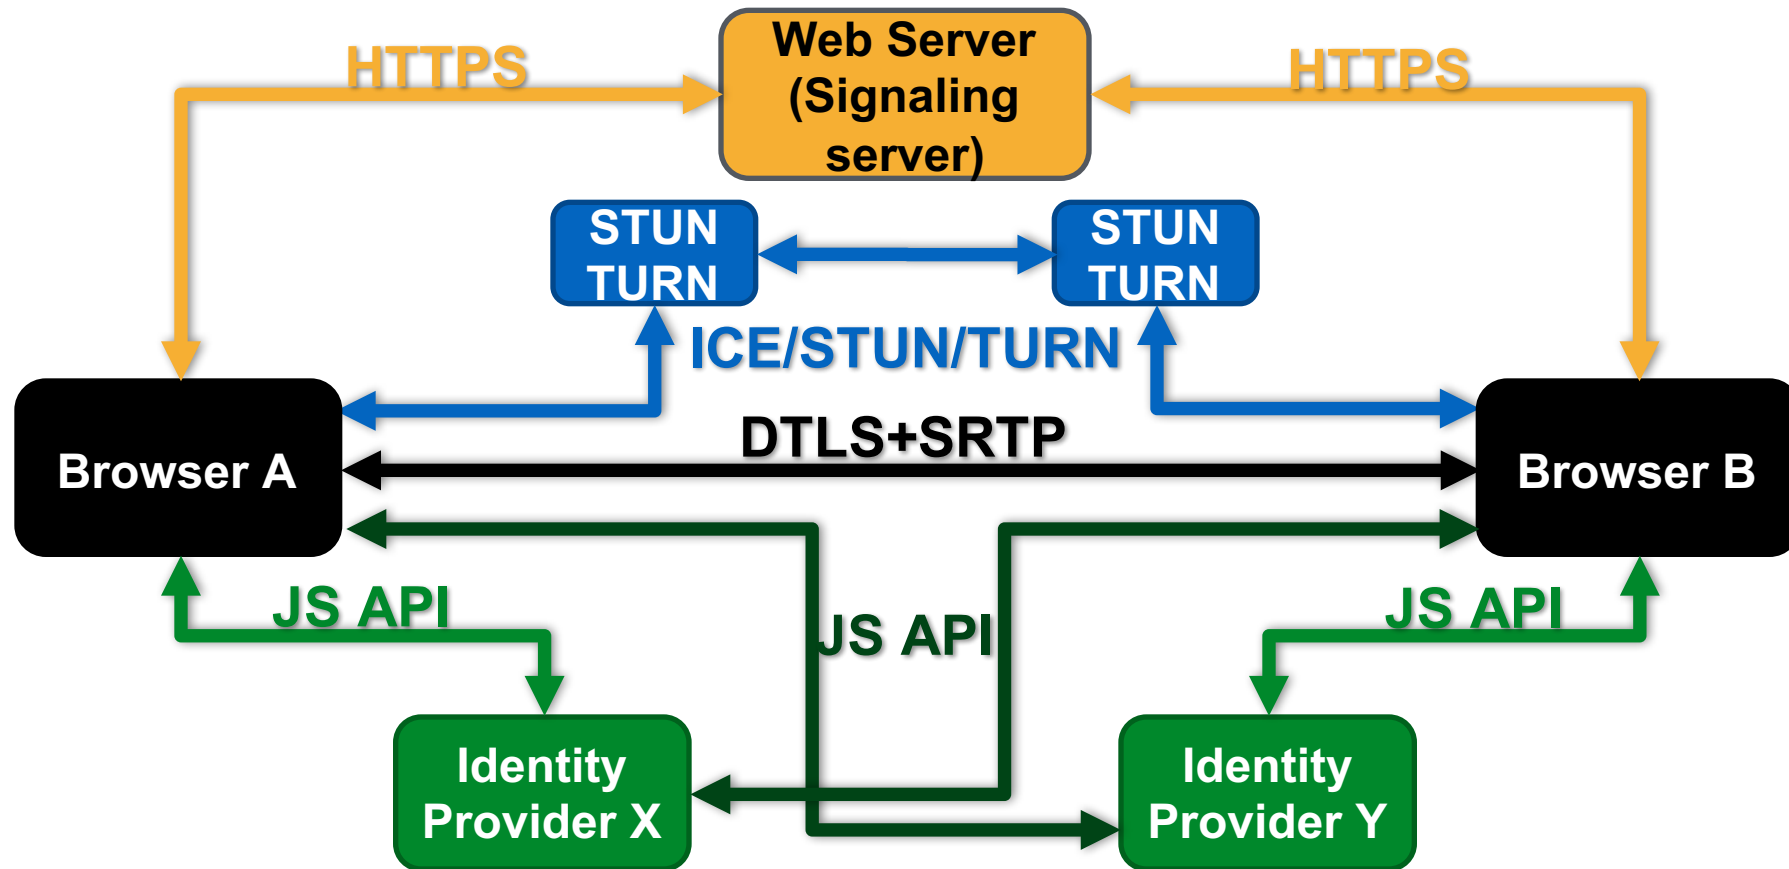 Web Server
(Signaling
server)
HTTPS
HTTPS
STUN
TURN
STUN
TURN
ICE/STUN/TURN
DTLS+SRTP
Browser A
Browser B
JS API
JS API
JS API
Identity
Provider X
Identity
Provider Y